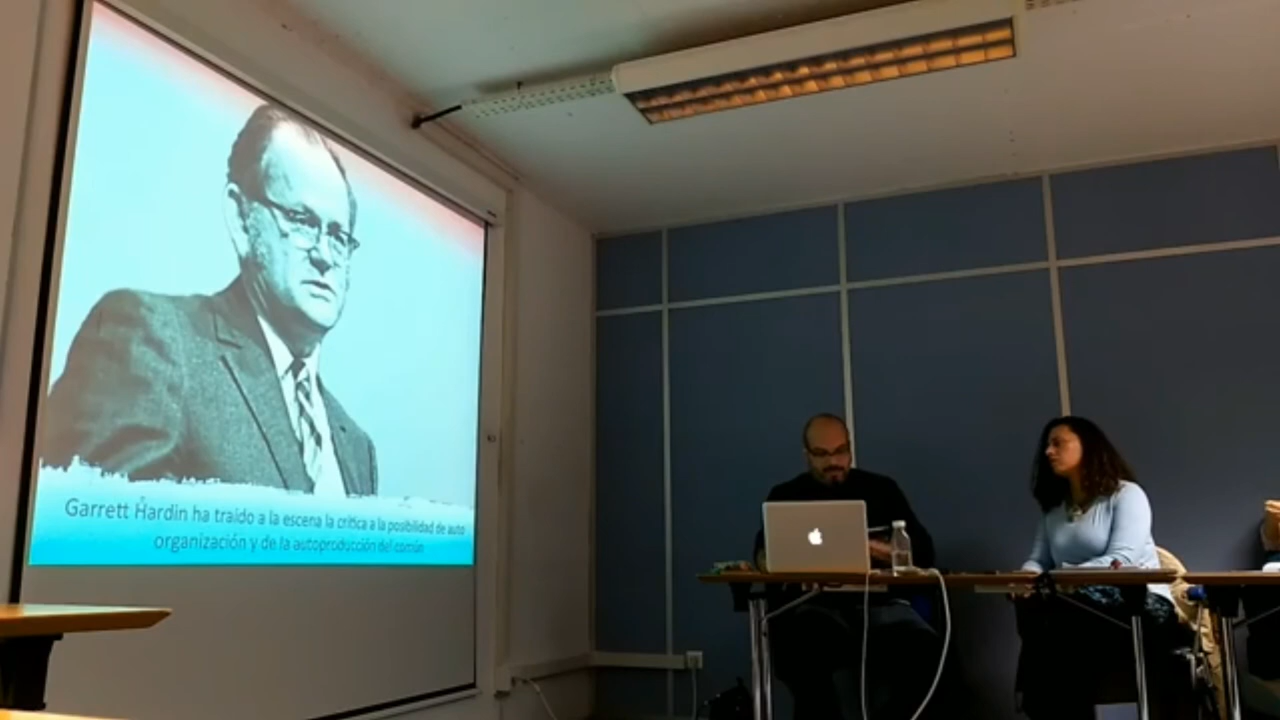 Garrett Hardin ha traído a la escena la crítica a la posibilidad de auto
organización y de la autoproducción del común